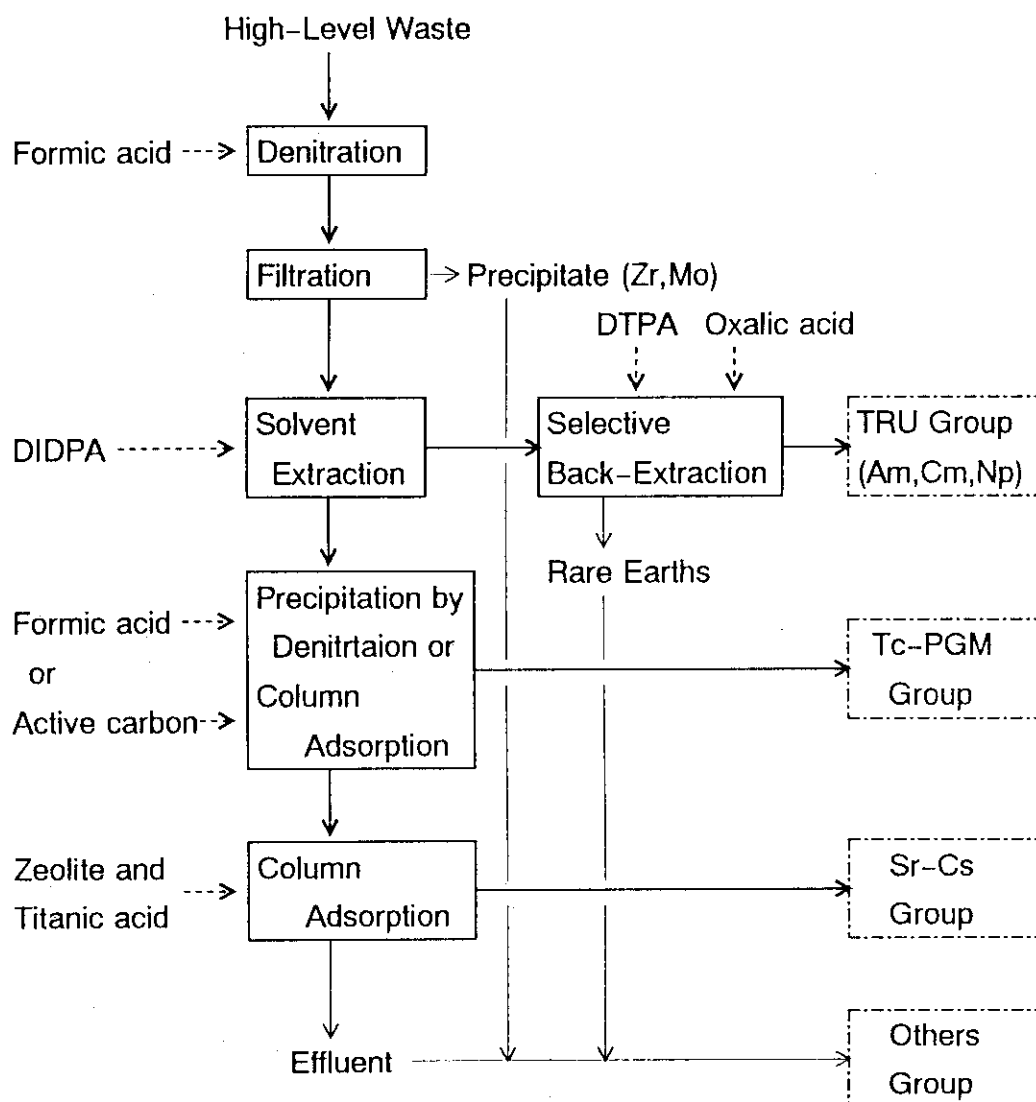 High-Level Waste
Formic acid
Denitration
Filtration
Precipitate (Zr,Mo)
DTPA
Oxalic acid
DIDPA
Solvent
Extraction
Selective
Back-Extraction
TRU Group
(Am,Cm,Np)
Rare Earths
Formic acid
or
Active carbon
Precipitation by
Denitrtaion or
Column
Adsorption
Tc-PGM
Group
Zeolite and
Titanic acid
Column
Adsorption
Sr-Cs
Group
Effluent
Others
Group